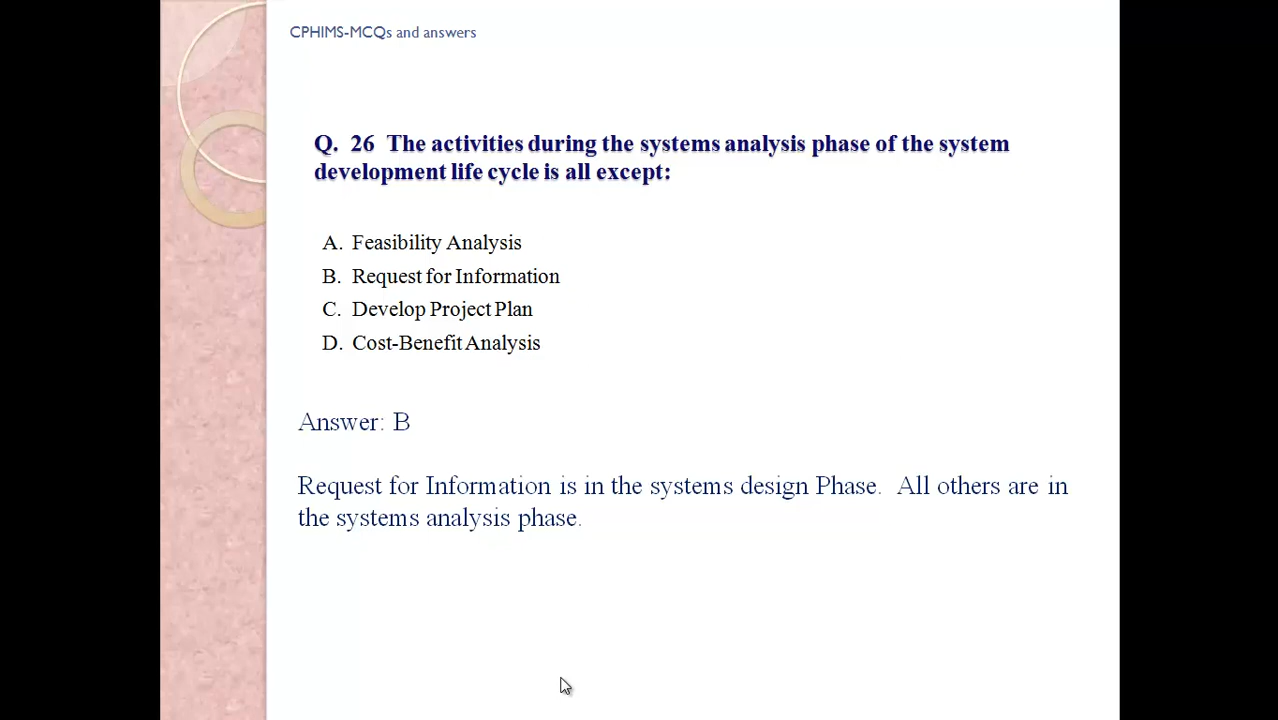 CPHIMS-MCQs and answers
Q. 26 The activities during the systems analysis phase of the system
development life cycle is all except:
A. Feasibility Analysis
B. Request for Information
C. Develop Project Plan
D. Cost-Benefit Analysis
Answer: B
Request for Information is in the systems design Phase. All others are in
the systems analysis phase.